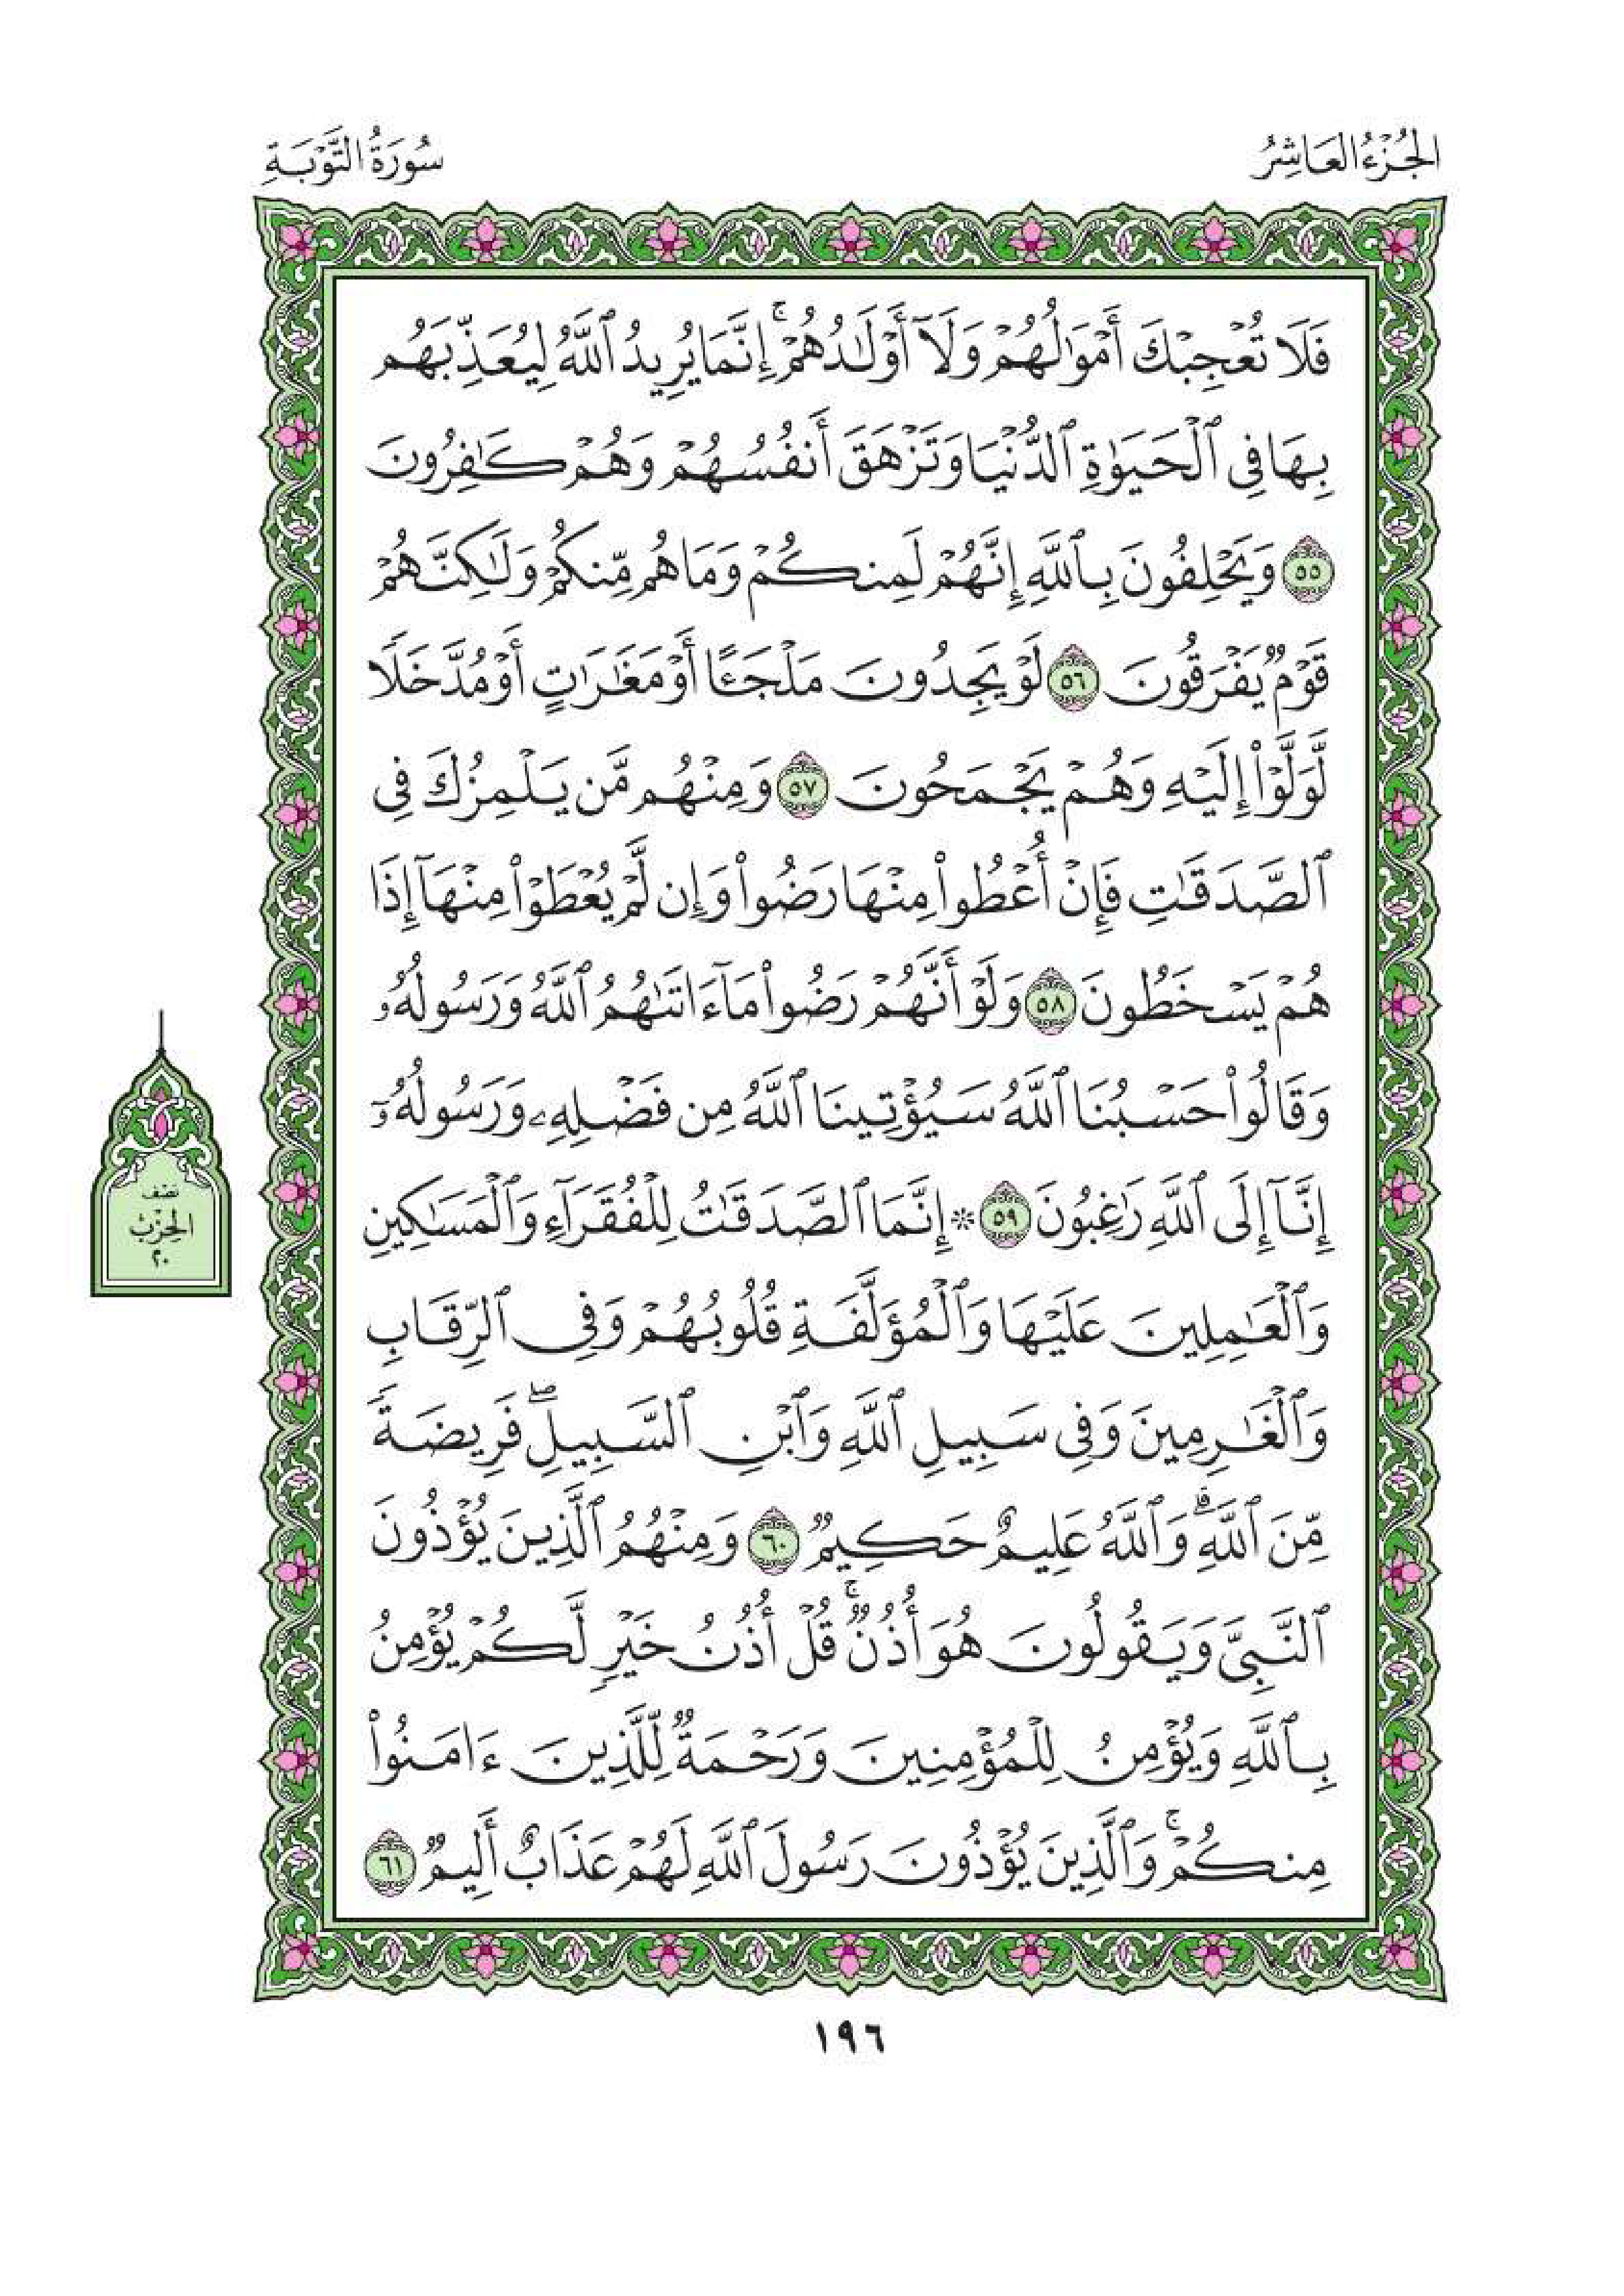 الجُزْءُ العَاشِرُ
سُورَةُ التَّوْبَةِ
فَلَا تُعْجِبْكَ أَمْوَٰلُهُمْ وَلَآ أَوْلَٰدُهُمْۚ إِنَّمَا يُرِيدُ ٱللَّهُ لِيُعَذِّبَهُم
بِهَا فِى ٱلْحَيَوٰةِ ٱلدُّنْيَا وَتَزْهَقَ أَنفُسُهُمْ وَهُمْ كَٰفِرُونَ
٥٥ وَيَحْلِفُونَ بِٱللَّهِ إِنَّهُمْ لَمِنكُمْ وَمَا هُم مِّنكُمْ وَلَٰكِنَّهُمْ
قَوْمٌ يَفْرَقُونَ ٥٦ لَوْ يَجِدُونَ مَلْجَـًٔا أَوْ مَغَٰرَٰتٍ أَوْ مُدَّخَلًا
لَّوَلَّوْا۟ إِلَيْهِ وَهُمْ يَجْمَحُونَ ٥٧ وَمِنْهُم مَّن يَلْمِزُكَ فِى
ٱلصَّدَقَٰتِ فَإِنْ أُعْطُوا۟ مِنْهَا رَضُوا۟ وَإِن لَّمْ يُعْطَوْا۟ مِنْهَآ إِذَا
هُمْ يَسْخَطُونَ ٥٨ وَلَوْ أَنَّهُمْ رَضُوا۟ مَآ ءَاتَىٰهُمُ ٱللَّهُ وَرَسُولُهُۥ
وَقَالُوا۟ حَسْبُنَا ٱللَّهُ سَيُؤْتِينَا ٱللَّهُ مِن فَضْلِهِۦ وَرَسُولُهُۥٓ
إِنَّآ إِلَى ٱللَّهِ رَٰغِبُونَ ٥٩ * إِنَّمَا ٱلصَّدَقَٰتُ لِلْفُقَرَآءِ وَٱلْمَسَٰكِينِ
وَٱلْعَٰمِلِينَ عَلَيْهَا وَٱلْمُؤَلَّفَةِ قُلُوبُهُمْ وَفِى ٱلرِّقَابِ
وَٱلْغَٰرِمِينَ وَفِى سَبِيلِ ٱللَّهِ وَٱبْنِ ٱلسَّبِيلِۖ فَرِيضَةً
مِّنَ ٱللَّهِۗ وَٱللَّهُ عَلِيمٌ حَكِيمٌ ٦٠ وَمِنْهُمُ ٱلَّذِينَ يُؤْذُونَ
ٱلنَّبِىَّ وَيَقُولُونَ هُوَ أُذُنٌۚ قُلْ أُذُنُ خَيْرٍ لَّكُمْ يُؤْمِنُ
بِٱللَّهِ وَيُؤْمِنُ لِلْمُؤْمِنِينَ وَرَحْمَةٌ لِّلَّذِينَ ءَامَنُوا۟
مِنكُمْۚ وَٱلَّذِينَ يُؤْذُونَ رَسُولَ ٱللَّهِ لَهُمْ عَذَابٌ أَلِيمٌ ٦١
نصْف
الحِزْبِ
٢٠
١٩٦